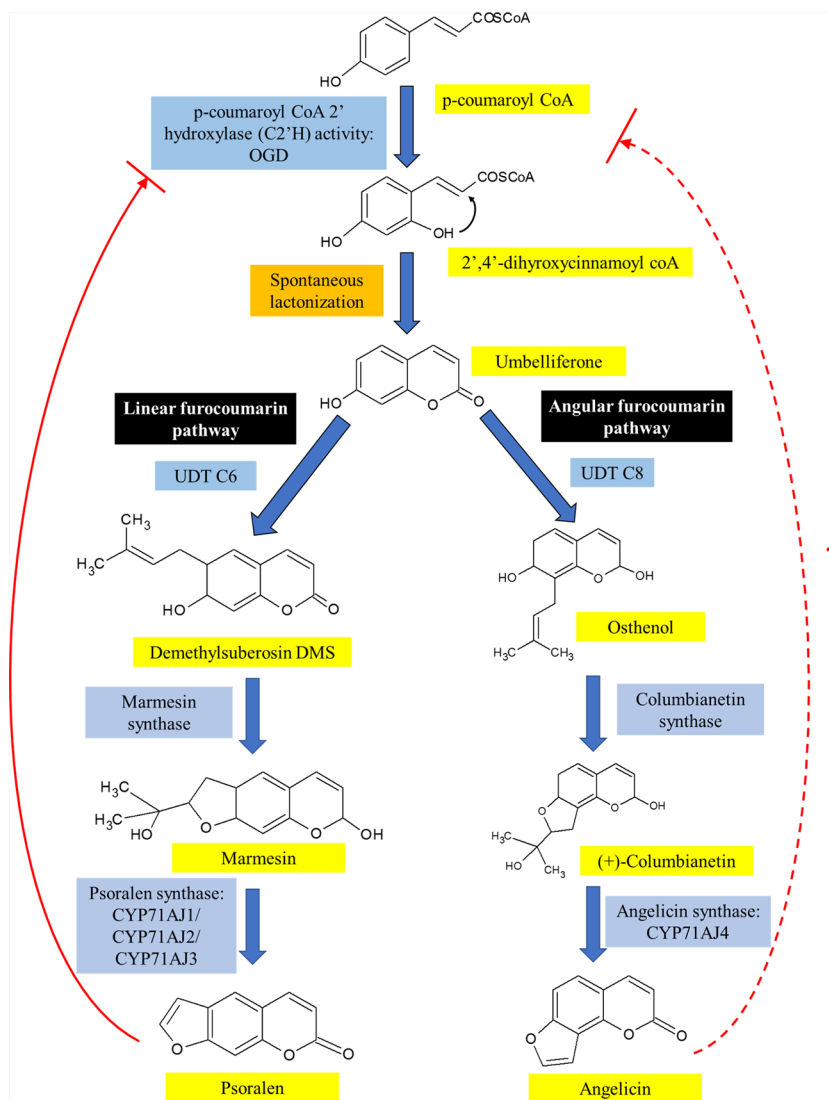 COSCoA
HO
p-coumaroyl CoA 2’
hydroxylase (C2’H) activity:
OGD
p-coumaroyl CoA
COSCoA
HO
OH
2’,4’-dihyroxycinnamoyl coA
Spontaneous
lactonization
Umbelliferone
HO
O
O
Linear furocoumarin
pathway
Angular furocoumarin
pathway
UDT C6
UDT C8
CH3
H3C
HO
O
O
HO
O
OH
H3C
CH3
Demethylsuberosin DMS
Osthenol
Marmesin
synthase
Columbianetin
synthase
H3C
H3C
HO
O
O
OH
O
O
OH
CH3
HO
CH3
Marmesin
(+)-Columbianetin
Psoralen synthase:
CYP71AJ1/
CYP71AJ2/
CYP71AJ3
Angelicin synthase:
CYP71AJ4
O
O
O
O
O
O
Psoralen
Angelicin